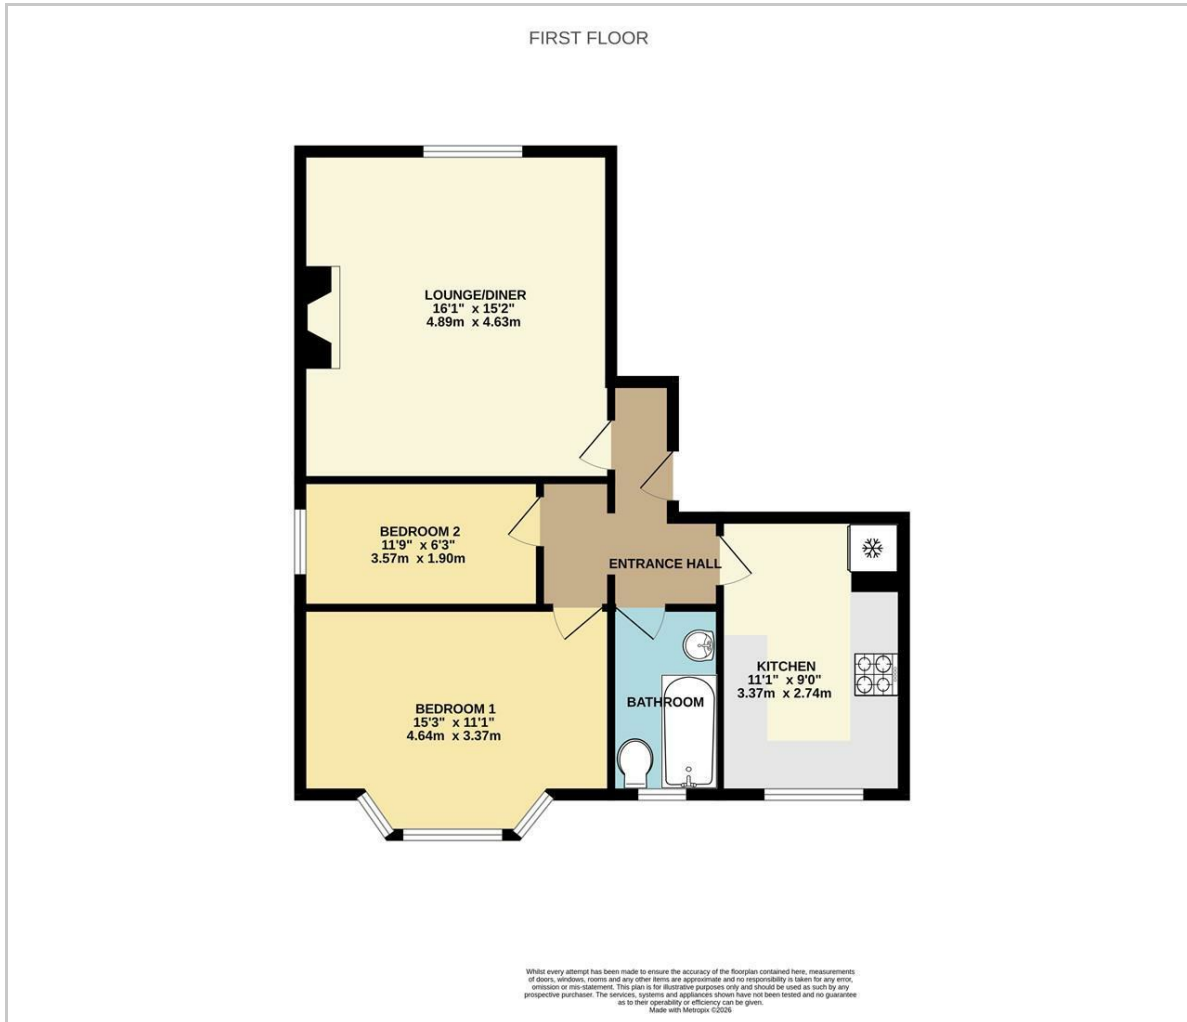 FIRST FLOOR
LOUNGE/DINER
16'1" x 15'2"
4.89m x 4.63m
BEDROOM 2
11'9" x 6'3"
3.57m x 1.90m
ENTRANCE HALL
KITCHEN
11'1" x 9'0"
3.37m x 2.74m
BATHROOM
BEDROOM 1
15'3" x 11'1"
4.64m x 3.37m
Whilst every attempt has been made to ensure the accuracy of the floorplan contained here, measurements
of doors, windows, rooms and any other items are approximate and no responsibility is taken for any error,
omission or mis-statement. This plan is for illustrative purposes only and should be used as such by any
prospective purchaser. The services, systems and appliances shown have not been tested and no guarantee
as to their operability or efficiency can be given.
Made with Metropix ©2026